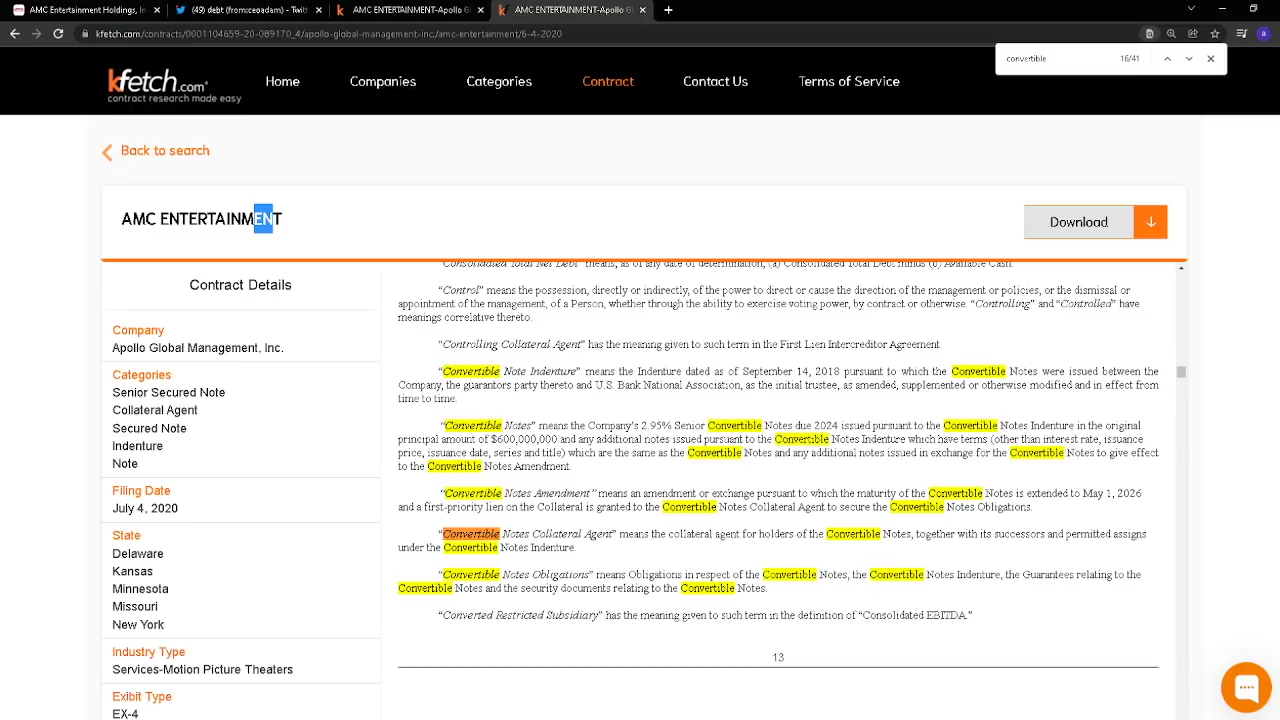 AMC Entertainment Holdings, In
(49) debt (from:ceoadam) - Twitt
AMC ENTERTAINMENT-Apollo Gl
AMC ENTERTAINMENT-Apollo Gl
kfetch.com/contracts/0001104659-20-089170_4/apollo-global-management-inc/amc-entertainment/6-4-2020
convertible 16/41
kfetch.com
contract research made easy
Home Companies Categories Contract Contact Us Terms of Service
Back to search
AMC ENTERTAINMENT
Download
Contract Details
Company
Apollo Global Management, Inc.
Categories
Senior Secured Note
Collateral Agent
Secured Note
Indenture
Note
Filing Date
July 4, 2020
State
Delaware
Kansas
Minnesota
Missouri
New York
Industry Type
Services-Motion Picture Theaters
Exibit Type
EX-4
“Consolidated Total Net Debt” means, as of any date of determination, (a) Consolidated Total Debt minus (b) Available Cash.
“Control” means the possession, directly or indirectly, of the power to direct or cause the direction of the management or policies, or the dismissal or
appointment of the management, of a Person, whether through the ability to exercise voting power, by contract or otherwise. “Controlling” and “Controlled” have
meanings correlative thereto.
“Controlling Collateral Agent” has the meaning given to such term in the First Lien Intercreditor Agreement.
“Convertible Note Indenture” means the Indenture dated as of September 14, 2018 pursuant to which the Convertible Notes were issued between the
Company, the guarantors party thereto and U.S. Bank National Association, as the initial trustee, as amended, supplemented or otherwise modified and in effect from
time to time.
“Convertible Notes” means the Company’s 2.95% Senior Convertible Notes due 2024 issued pursuant to the Convertible Notes Indenture in the original
principal amount of $600,000,000 and any additional notes issued pursuant to the Convertible Notes Indenture which have terms (other than interest rate, issuance
price, issuance date, series and title) which are the same as the Convertible Notes and any additional notes issued in exchange for the Convertible Notes to give effect
to the Convertible Notes Amendment.
“Convertible Notes Amendment” means an amendment or exchange pursuant to which the maturity of the Convertible Notes is extended to May 1, 2026
and a first-priority lien on the Collateral is granted to the Convertible Notes Collateral Agent to secure the Convertible Notes Obligations.
“Convertible Notes Collateral Agent” means the collateral agent for holders of the Convertible Notes, together with its successors and permitted assigns
under the Convertible Notes Indenture.
“Convertible Notes Obligations” means Obligations in respect of the Convertible Notes, the Convertible Notes Indenture, the Guarantees relating to the
Convertible Notes and the security documents relating to the Convertible Notes.
“Converted Restricted Subsidiary” has the meaning given to such term in the definition of “Consolidated EBITDA.”
13